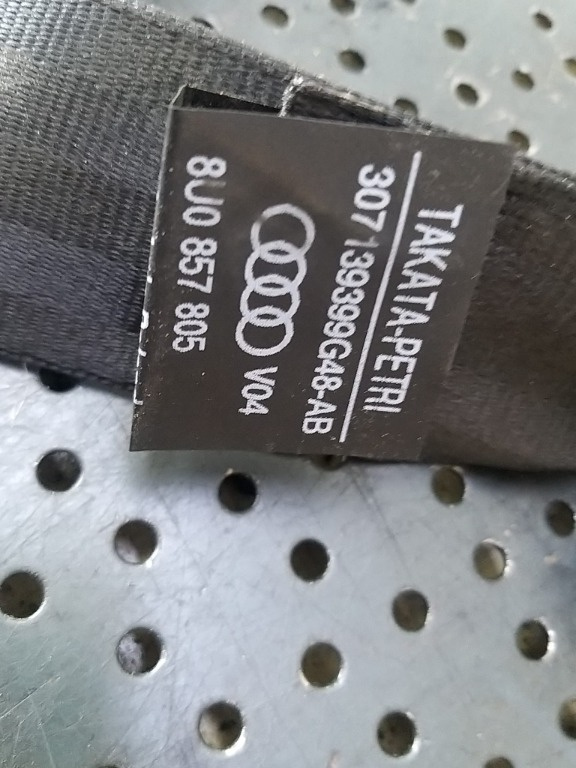 TAKATA-PETRI
307139399G48-AB
V04
8U0 857 805